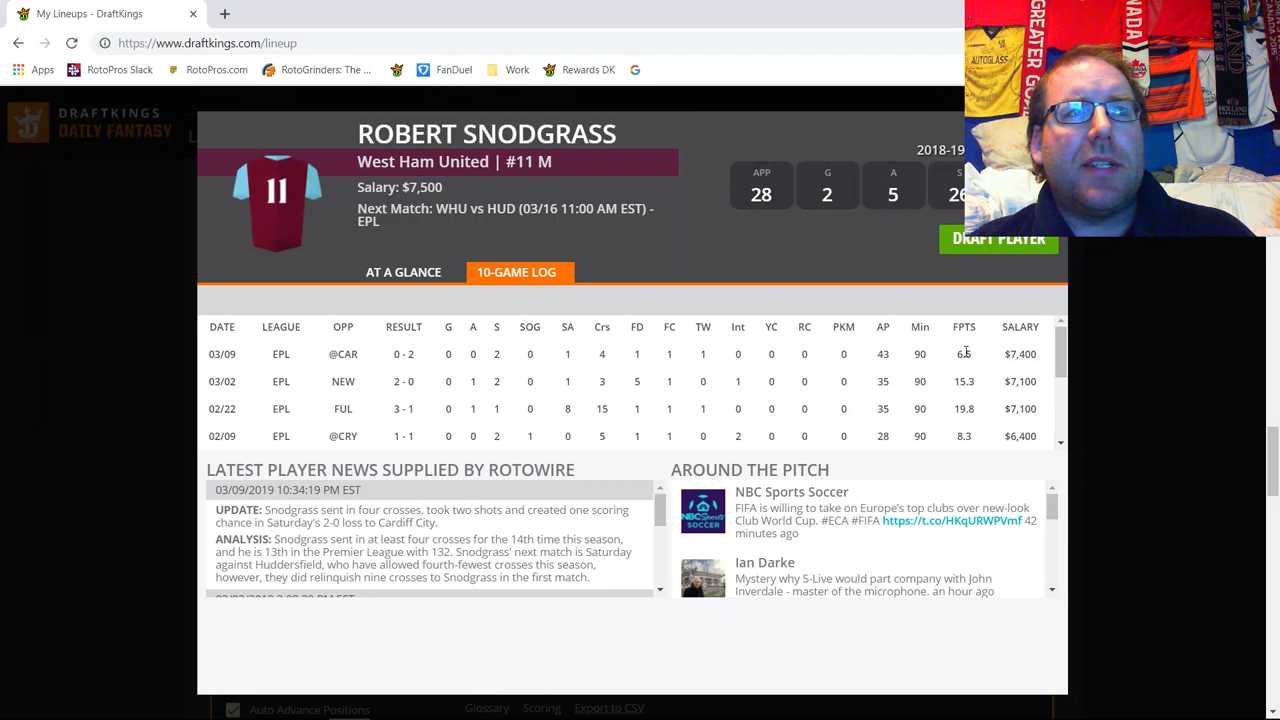 My Lineups - DraftKings
https://www.draftkings.com/lineup
Apps RotoPros Slack RotoPros.com RotoGrinders: The ... FanDuel Work Rewards DK
DRAFTKINGS
DAILY FANTASY
ROBERT SNODGRASS
West Ham United | #11 M
Salary: $7,500
Next Match: WHU vs HUD (03/16 11:00 AM EST) -
EPL
11
2018-19
APP G A S
28 2 5 26
DRAFT PLAYER
AT A GLANCE 10-GAME LOG
DATE LEAGUE OPP RESULT G A S SOG SA Crs FD FC TW Int YC RC PKM AP Min FPTS SALARY
03/09 EPL @CAR 0 - 2 0 0 2 0 1 4 1 1 1 0 0 0 0 43 90 $7,400
03/02 EPL NEW 2 - 0 0 1 2 0 1 3 5 1 0 1 0 0 0 35 90 15.3 $7,100
02/22 EPL FUL 3 - 1 0 1 1 0 8 15 1 1 1 0 0 0 0 35 90 19.8 $7,100
02/09 EPL @CRY 1 - 1 0 0 2 1 0 5 1 1 0 2 0 0 0 28 90 8.3 $6,400
LATEST PLAYER NEWS SUPPLIED BY ROTOWIRE
03/09/2019 10:34:19 PM EST
UPDATE: Snodgrass sent in four crosses, took two shots and created one scoring
chance in Saturday's 2-0 loss to Cardiff City.
ANALYSIS: Snodgrass sent in at least four crosses for the 14th time this season,
and he is 13th in the Premier League with 132. Snodgrass' next match is Saturday
against Huddersfield, who have allowed fourth-fewest crosses this season,
however, they did relinquish nine crosses to Snodgrass in the first match.
AROUND THE PITCH
NBC Sports Soccer
FIFA is willing to take on Europe's top clubs over new-look
Club World Cup. #ECA #FIFA https://t.co/HKqURWPVmf 42
minutes ago
Ian Darke
Mystery why 5-Live would part company with John
Inverdale - master of the microphone. an hour ago
Auto Advance Positions
Glossary Scoring Export to CSV
AUTOGLASS
GREATER
CANADA
HOLLAND